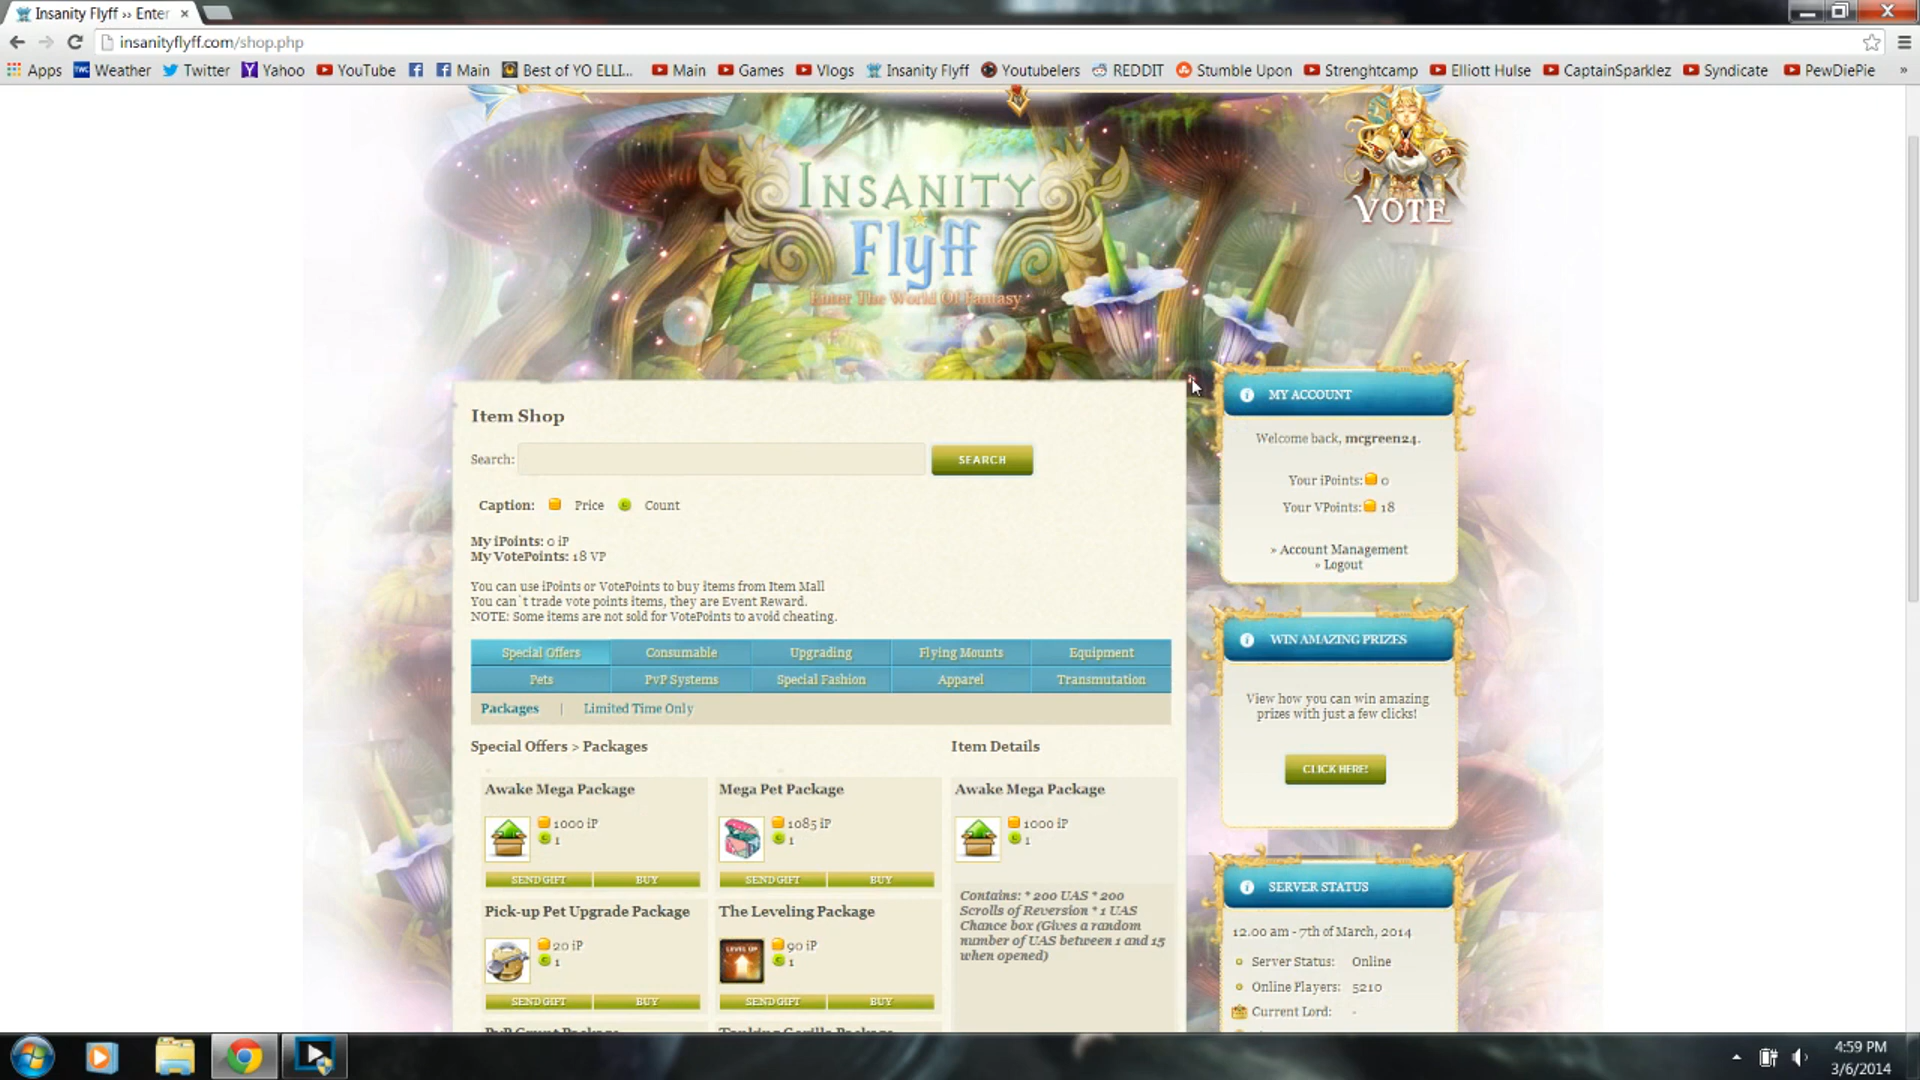 Insanity Flyff ›› Enter
insanityflyff.com/shop.php
Apps Weather Twitter Yahoo YouTube Main Best of YO ELLI... Main Games Vlogs Insanity Flyff Youtubelers REDDIT Stumble Upon Strenghtcamp Elliott Hulse CaptainSparklez Syndicate PewDiePie »
INSANITY
Flyff
Enter The World Of Fantasy
VOTE
Item Shop
Search: SEARCH
Caption: Price Count
My iPoints: 0 iP
My VotePoints: 18 VP
You can use iPoints or VotePoints to buy items from Item Mall
You can`t trade vote points items, they are Event Reward.
NOTE: Some items are not sold for VotePoints to avoid cheating.
Special Offers Consumable Upgrading Flying Mounts Equipment
Pets PvP Systems Special Fashion Apparel Transmutation
Packages | Limited Time Only
Special Offers > Packages
Awake Mega Package
1000 iP
1
SEND GIFT BUY
Mega Pet Package
1085 iP
1
SEND GIFT BUY
Pick-up Pet Upgrade Package
20 iP
1
SEND GIFT BUY
The Leveling Package
LEVEL UP
90 iP
1
SEND GIFT BUY
Item Details
Awake Mega Package
1000 iP
1
Contains: * 200 UAS * 200
Scrolls of Reversion * 1 UAS
Chance box (Gives a random
number of UAS between 1 and 15
when opened)
MY ACCOUNT
Welcome back, mcgreen24.
Your iPoints: 0
Your VPoints: 18
» Account Management
» Logout
WIN AMAZING PRIZES
View how you can win amazing
prizes with just a few clicks!
CLICK HERE!
SERVER STATUS
12.00 am - 7th of March, 2014
Server Status: Online
Online Players: 5210
Current Lord: -
4:59 PM
3/6/2014